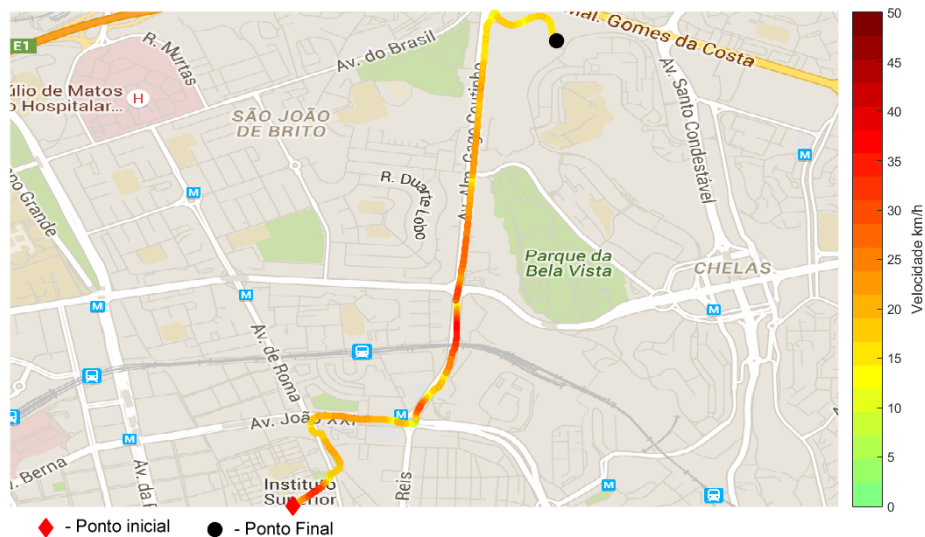 E1
R. Murtas
Av. do Brasil
Mal. Gomes da Costa
úlio de Matos
o Hospitalar...
H
SÃO JOÃO
DE BRITO
Av. Santo Condestável
Av. Alm. Gago Coutinho
M
M
R. Duarte Lobo
po Grande
Parque da
Bela Vista
CHELAS
M
M
M
Av. de Roma
Av. João XXI
M
M
. Berna
Av. da R
Reis
Instituto
Superior
M
A
50
45
40
35
30
25
20
15
10
5
0
Velocidade km/h
- Ponto inicial
- Ponto Final